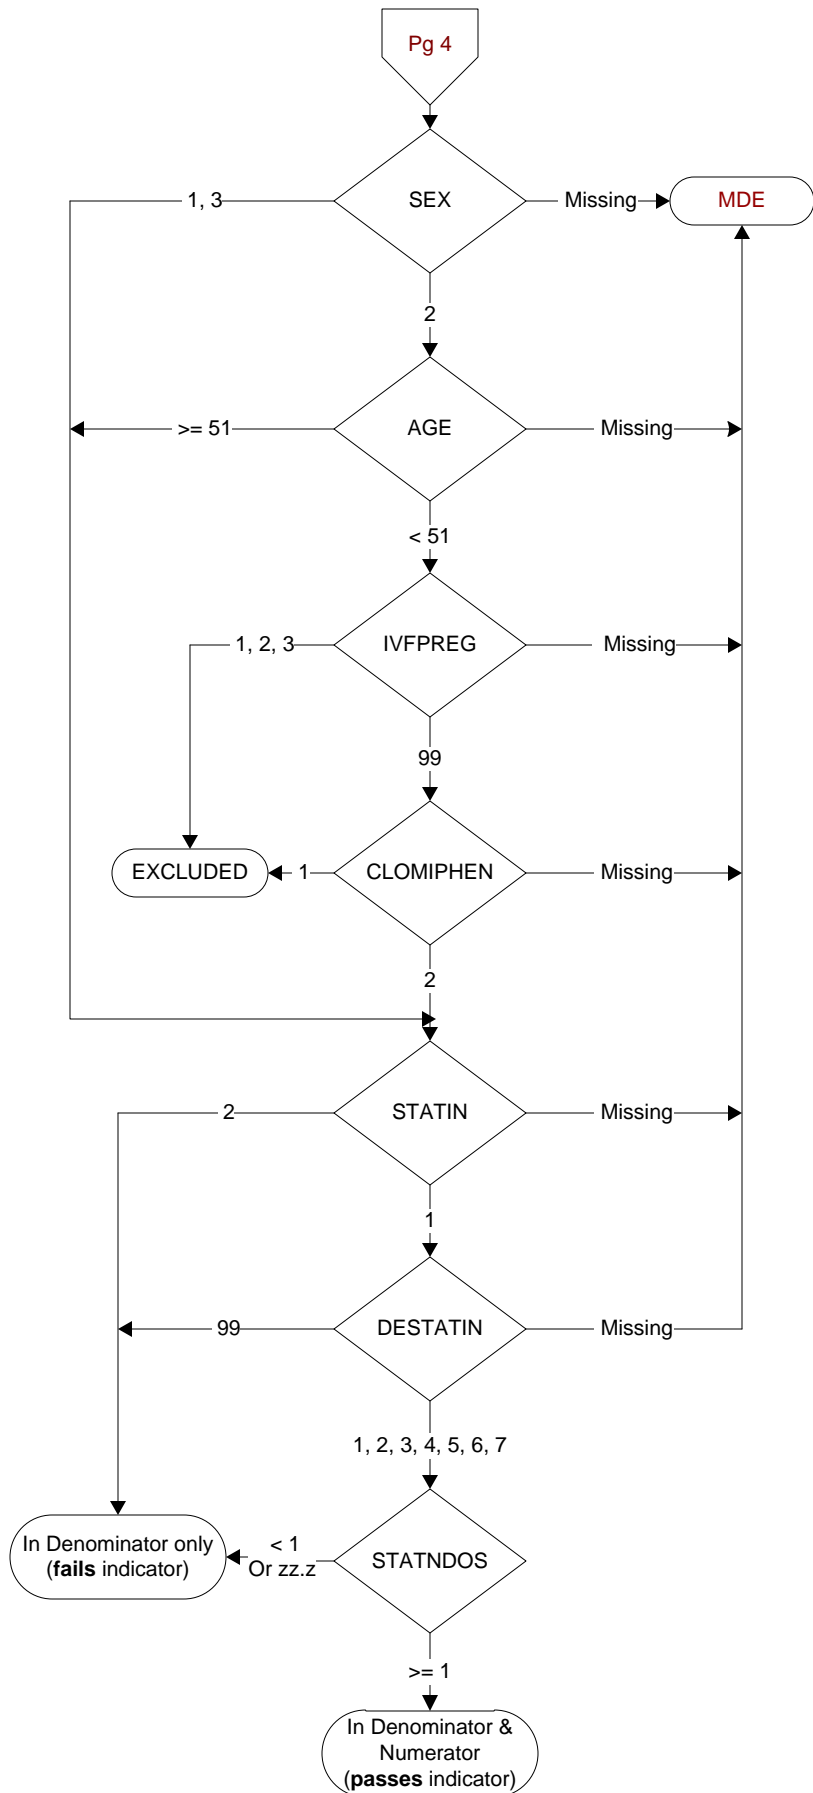 Pg 4
1, 3
SEX
Missing
MDE
2
>= 51
AGE
Missing
< 51
1, 2, 3
IVFPREG
Missing
99
EXCLUDED
1
CLOMIPHEN
Missing
2
2
STATIN
Missing
1
99
DESTATIN
Missing
1, 2, 3, 4, 5, 6, 7
In Denominator only
(fails indicator)
< 1
Or zz.z
STATNDOS
>= 1
In Denominator &
Numerator
(passes indicator)